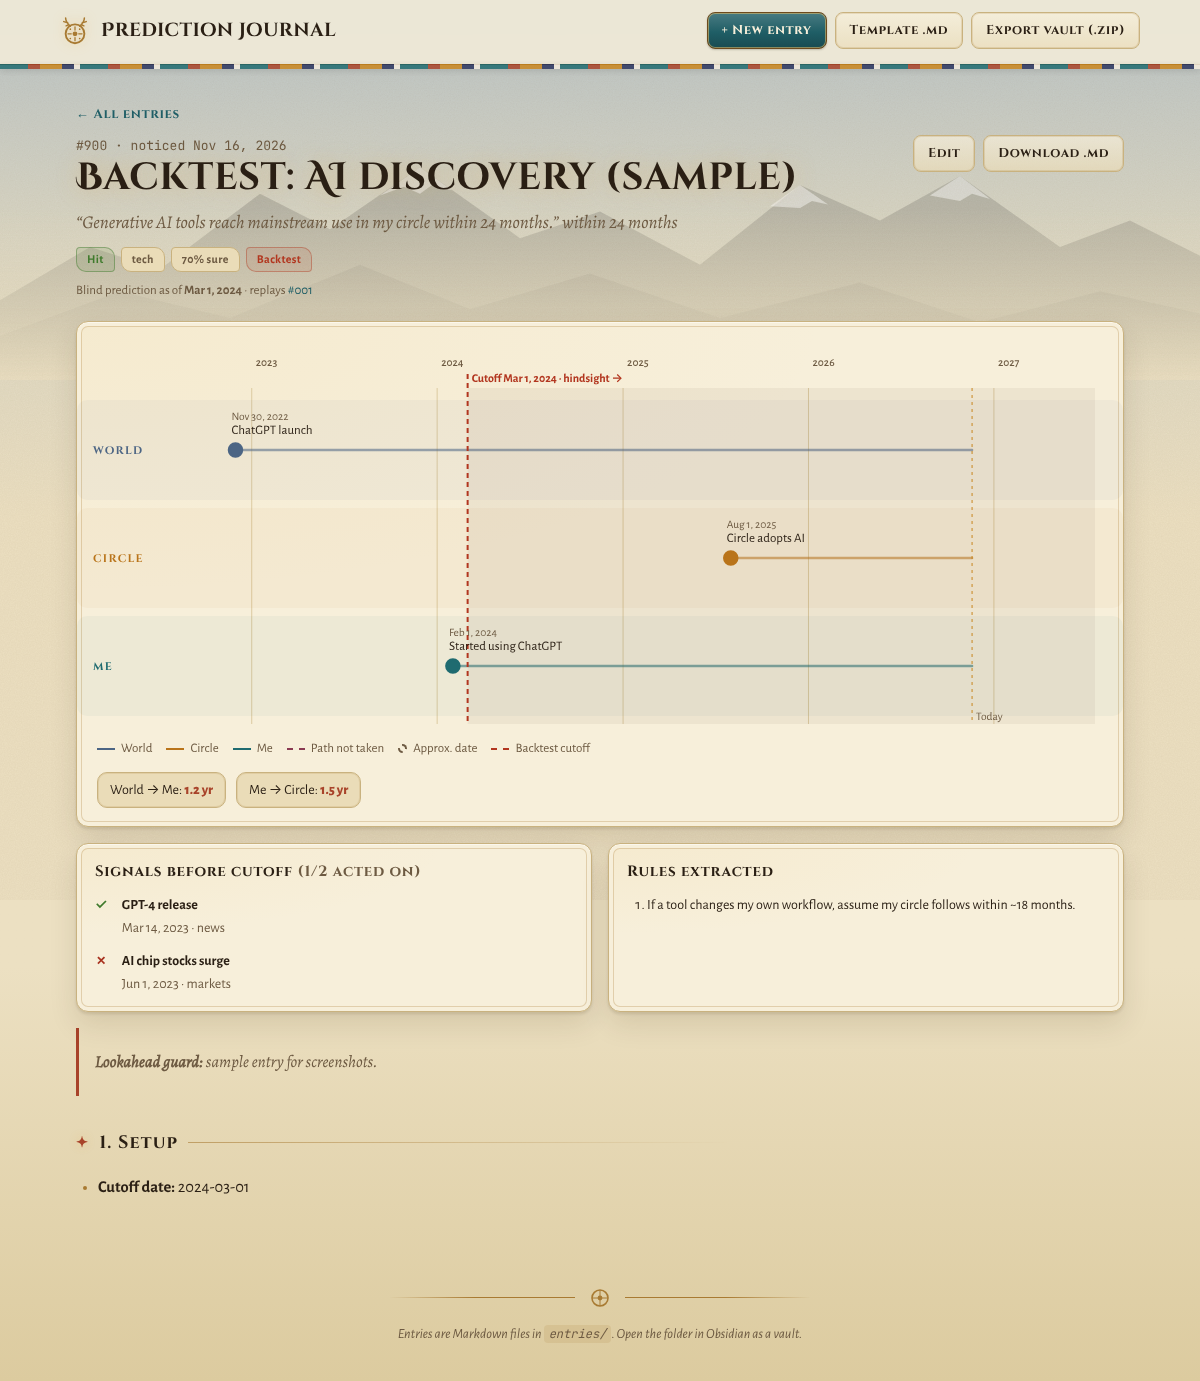 PREDICTION JOURNAL
+ NEW ENTRY
TEMPLATE .MD
EXPORT VAULT (.ZIP)
← ALL ENTRIES
#900 · noticed Nov 16, 2026
BACKTEST: AI DISCOVERY (SAMPLE)
EDIT
DOWNLOAD .MD
“Generative AI tools reach mainstream use in my circle within 24 months.” within 24 months
Hit
tech
70% sure
Backtest
Blind prediction as of Mar 1, 2024 · replays #001
2023
2024
2025
2026
2027
Cutoff Mar 1, 2024 · hindsight →
Nov 30, 2022
ChatGPT launch
WORLD
Aug 1, 2025
Circle adopts AI
CIRCLE
Feb 1, 2024
Started using ChatGPT
ME
Today
World
Circle
Me
Path not taken
Approx. date
Backtest cutoff
World → Me: 1.2 yr
Me → Circle: 1.5 yr
SIGNALS BEFORE CUTOFF (1/2 ACTED ON)
✓ GPT-4 release
Mar 14, 2023 · news
✕ AI chip stocks surge
Jun 1, 2023 · markets
RULES EXTRACTED
1. If a tool changes my own workflow, assume my circle follows within ~18 months.
Lookahead guard: sample entry for screenshots.
1. SETUP
• Cutoff date: 2024-03-01
Entries are Markdown files in entries/. Open the folder in Obsidian as a vault.